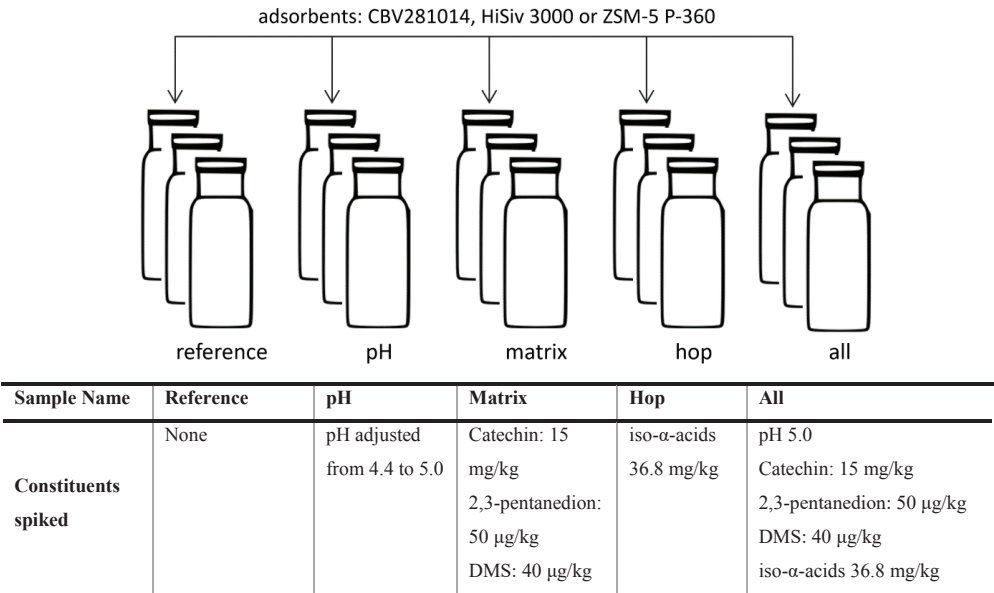 adsorbents: CBV281014, HiSiv 3000 or ZSM-5 P-360
reference
pH
matrix
hop
all
Sample Name
Reference
pH
Matrix
Hop
All
Constituents
spiked
None
pH adjusted
from 4.4 to 5.0
Catechin: 15
mg/kg
2,3-pentanedion:
50 μg/kg
DMS: 40 μg/kg
iso-α-acids
36.8 mg/kg
pH 5.0
Catechin: 15 mg/kg
2,3-pentanedion: 50 μg/kg
DMS: 40 μg/kg
iso-α-acids 36.8 mg/kg